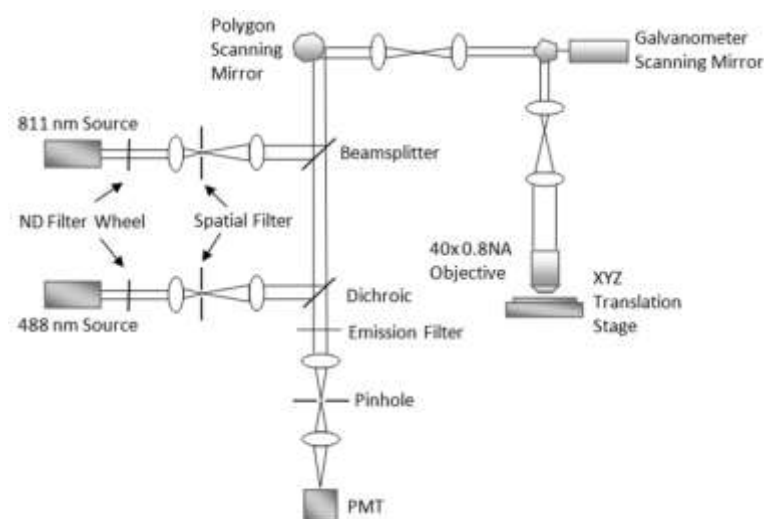 Polygon
Scanning
Mirror
Galvanometer
Scanning Mirror
811 nm Source
Beamsplitter
ND Filter Wheel
Spatial Filter
40x 0.8NA
Objective
XYZ
Translation
Stage
Dichroic
488 nm Source
Emission Filter
Pinhole
PMT